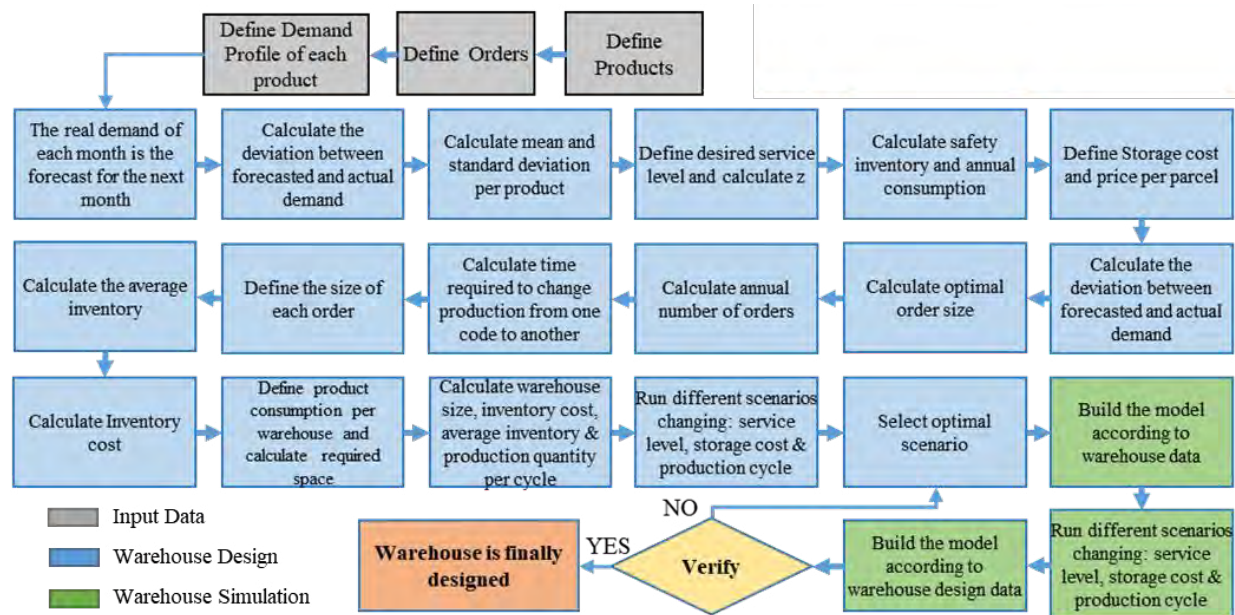 Define Demand
Profile of each
product
Define Orders
Define
Products
The real demand of
each month is the
forecast for the next
month
Calculate the
deviation between
forecasted and actual
demand
Calculate mean and
standard deviation
per product
Define desired service
level and calculate z
Calculate safety
inventory and annual
consumption
Define Storage cost
and price per parcel
Calculate the average
inventory
Define the size of
each order
Calculate time
required to change
production from one
code to another
Calculate annual
number of orders
Calculate optimal
order size
Calculate the
deviation between
forecasted and actual
demand
Calculate Inventory
cost
Define product
consumption per
warehouse and
calculate required
space
Calculate warehouse
size, inventory cost,
average inventory &
production quantity
per cycle
Run different scenarios
changing: service
level, storage cost &
production cycle
Select optimal
scenario
Build the model
according to
warehouse data
Input Data
Warehouse Design
Warehouse Simulation
Warehouse is finally
designed
YES
NO
Verify
Build the model
according to
warehouse design data
Run different scenarios
changing: service
level, storage cost &
production cycle